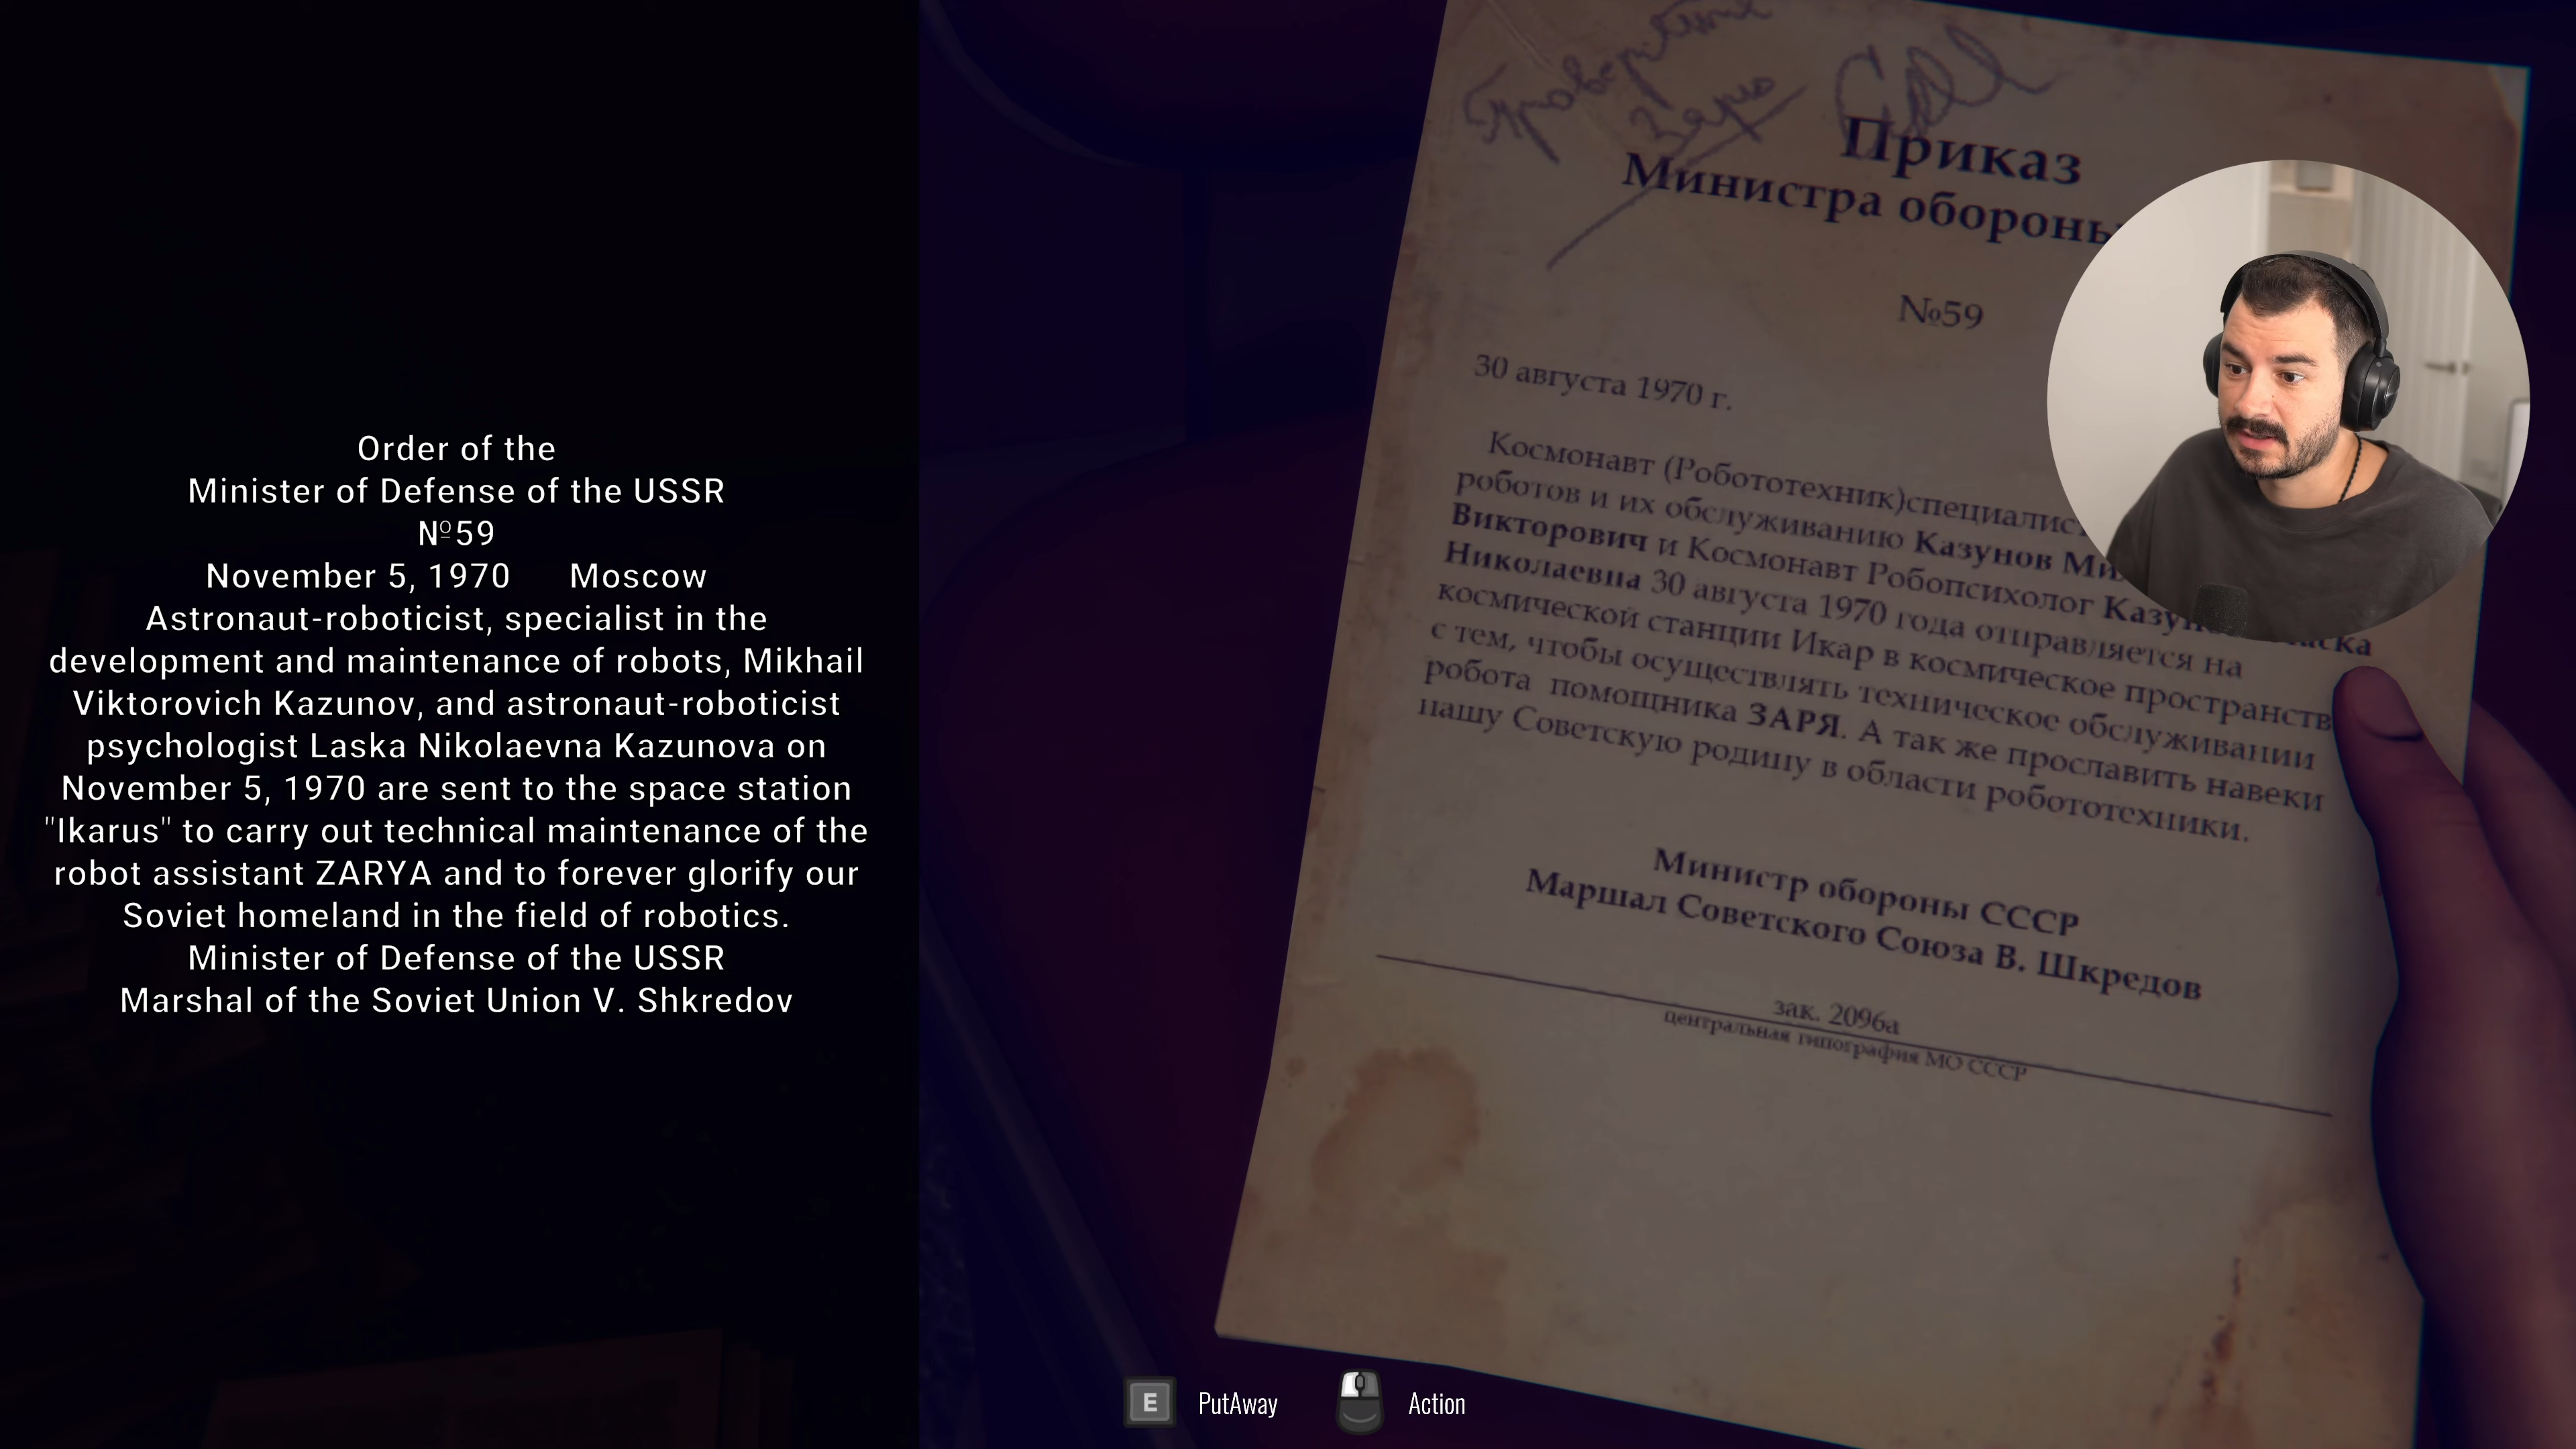 Order of the
Minister of Defense of the USSR
№59
November 5, 1970 Moscow
Astronaut-roboticist, specialist in the
development and maintenance of robots, Mikhail
Viktorovich Kazunov, and astronaut-roboticist
psychologist Laska Nikolaevna Kazunova on
November 5, 1970 are sent to the space station
"Ikarus" to carry out technical maintenance of the
robot assistant ZARYA and to forever glorify our
Soviet homeland in the field of robotics.
Minister of Defense of the USSR
Marshal of the Soviet Union V. Shkredov
Заря
Приказ
Министра обороны
№59
30 августа 1970 г.
Космонавт (Робототехник)специалист
роботов и их обслуживанию Казунов
Викторович и Космонавт Робопсихолог
Николаевна 30 августа 1970 года отправляется на
космической станции Икар в космическое пространств
с тем, чтобы осуществлять техническое обслуживании
робота помощника ЗАРЯ. А так же прославить навеки
нашу Советскую родину в области робототехники.
Министр обороны СССР
Маршал Советского Союза В. Шкредов
зак. 2096а
центральная типография МО СССР
E PutAway Action